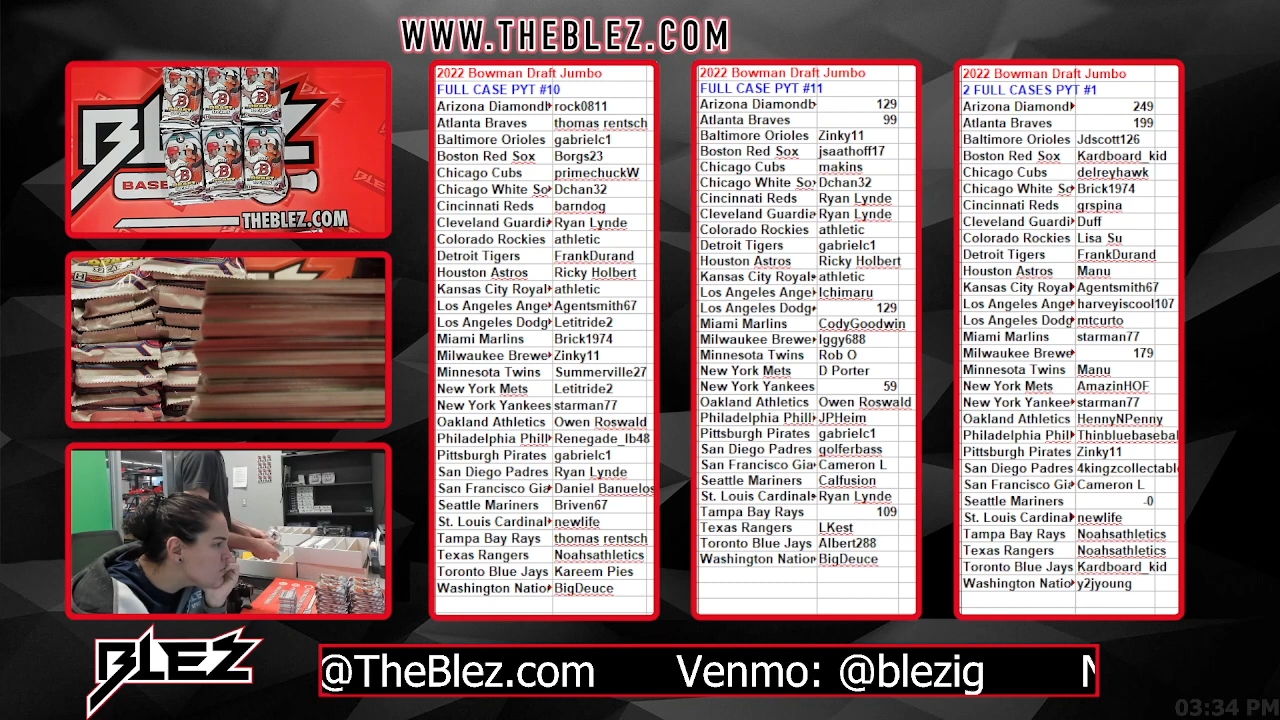 WWW.THEBLEZ.COM
BLEZ
BASE
THEBLEZ.COM
2022 Bowman Draft Jumbo
FULL CASE PYT #10
Arizona Diamondb rock0811
Atlanta Braves thomas rentsch
Baltimore Orioles gabrielc1
Boston Red Sox Borgs23
Chicago Cubs primechuckW
Chicago White So Dchan32
Cincinnati Reds barndog
Cleveland Guardia Ryan Lynde
Colorado Rockies athletic
Detroit Tigers FrankDurand
Houston Astros Ricky Holbert
Kansas City Royal athletic
Los Angeles Ange Agentsmith67
Los Angeles Dodg Letitride2
Miami Marlins Brick1974
Milwaukee Brewe Zinky11
Minnesota Twins Summerville27
New York Mets Letitride2
New York Yankees starman77
Oakland Athletics Owen Roswald
Philadelphia Phill Renegade_lb48
Pittsburgh Pirates gabrielc1
San Diego Padres Ryan Lynde
San Francisco Gia Daniel Banuelos
Seattle Mariners Briven67
St. Louis Cardinal newlife
Tampa Bay Rays thomas rentsch
Texas Rangers Noahsathletics
Toronto Blue Jays Kareem Pies
Washington Natio BigDeuce
2022 Bowman Draft Jumbo
FULL CASE PYT #11
Arizona Diamondb 129
Atlanta Braves 99
Baltimore Orioles Zinky11
Boston Red Sox jsaathoff17
Chicago Cubs makins
Chicago White So Dchan32
Cincinnati Reds Ryan Lynde
Cleveland Guardia Ryan Lynde
Colorado Rockies athletic
Detroit Tigers gabrielc1
Houston Astros Ricky Holbert
Kansas City Royal athletic
Los Angeles Ange Ichimaru
Los Angeles Dodg 129
Miami Marlins CodyGoodwin
Milwaukee Brewe Iggy688
Minnesota Twins Rob O
New York Mets D Porter
New York Yankees 59
Oakland Athletics Owen Roswald
Philadelphia Phill JPHeim
Pittsburgh Pirates gabrielc1
San Diego Padres golferbass
San Francisco Gia Cameron L
Seattle Mariners Calfusion
St. Louis Cardinal Ryan Lynde
Tampa Bay Rays 109
Texas Rangers LKest
Toronto Blue Jays Albert288
Washington Natio BigDeuce
2022 Bowman Draft Jumbo
2 FULL CASES PYT #1
Arizona Diamond 249
Atlanta Braves 199
Baltimore Orioles Jdscott126
Boston Red Sox Kardboard_kid
Chicago Cubs delreyhawk
Chicago White So Brick1974
Cincinnati Reds grspina
Cleveland Guardi Duff
Colorado Rockies Lisa Su
Detroit Tigers FrankDurand
Houston Astros Manu
Kansas City Royal Agentsmith67
Los Angeles Ang harveyiscool107
Los Angeles Dodg mtcurto
Miami Marlins starman77
Milwaukee Brewe 179
Minnesota Twins Manu
New York Mets AmazinHOF
New York Yankee starman77
Oakland Athletics HennyNPenny
Philadelphia Phil Thinbluebasebal
Pittsburgh Pirates Zinky11
San Diego Padres 4kingzcollectabl
San Francisco Gi Cameron L
Seattle Mariners -0
St. Louis Cardina newlife
Tampa Bay Rays Noahsathletics
Texas Rangers Noahsathletics
Toronto Blue Jays Kardboard_kid
Washington Natio y2jyoung
BLEZ
@TheBlez.com Venmo: @blezig
03:34 PM